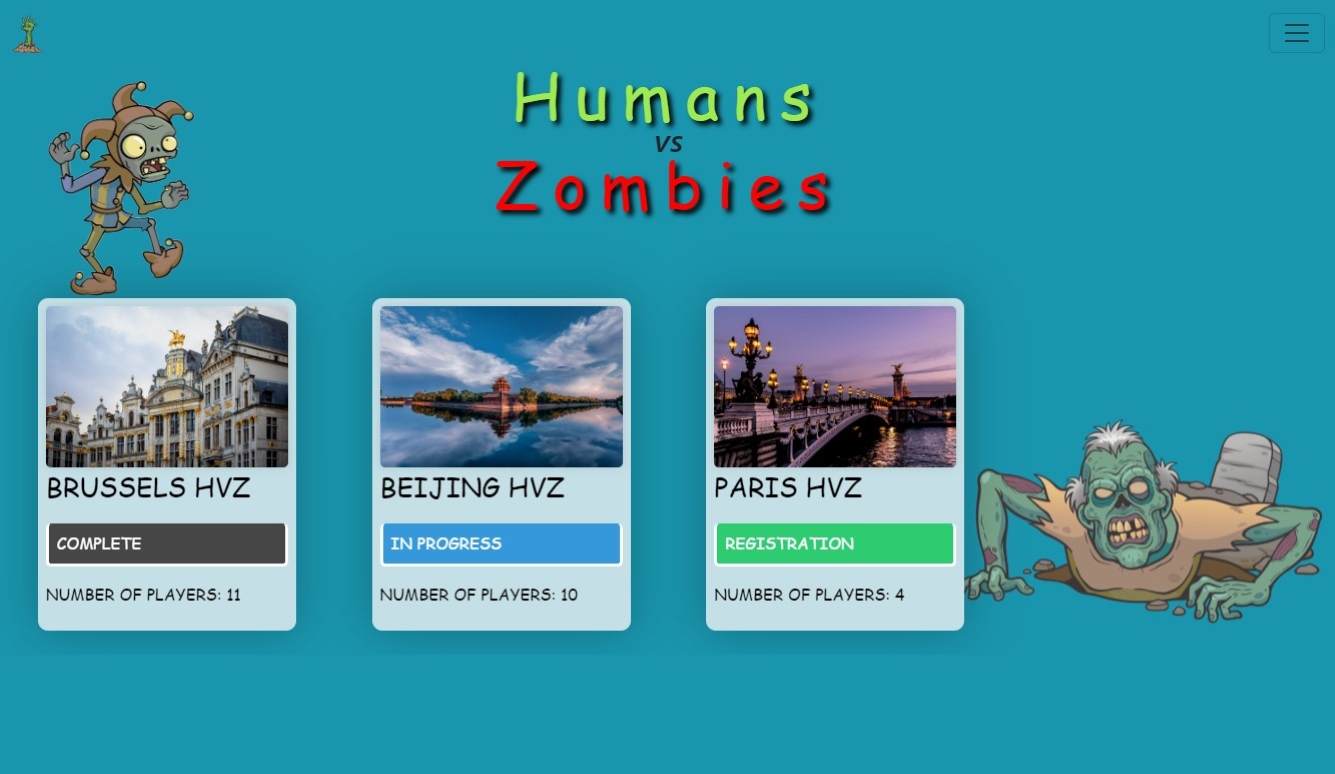 Humans
VS
Zombies
BRUSSELS HVZ
COMPLETE
NUMBER OF PLAYERS: 11
BEIJING HVZ
IN PROGRESS
NUMBER OF PLAYERS: 10
PARIS HVZ
REGISTRATION
NUMBER OF PLAYERS: 4